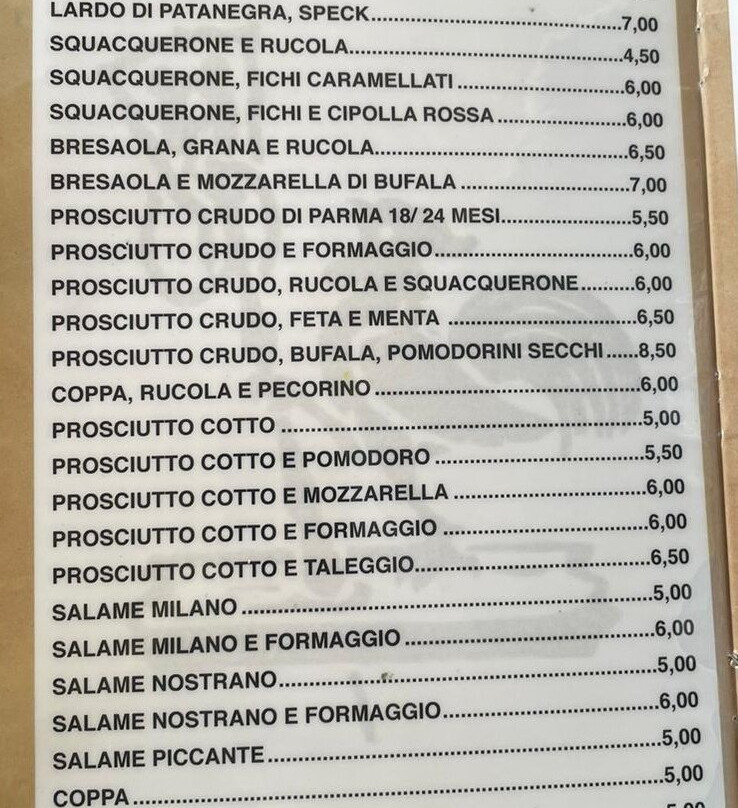 LARDO DI PATANEGRA, SPECK..............................7,00
SQUACQUERONE E RUCOLA..............................4,50
SQUACQUERONE, FICHI CARAMELLATI ..............................6,00
SQUACQUERONE, FICHI E CIPOLLA ROSSA ........................6,00
BRESAOLA, GRANA E RUCOLA..............................6,50
BRESAOLA E MOZZARELLA DI BUFALA ..............................7,00
PROSCIUTTO CRUDO DI PARMA 18/ 24 MESI........................5,50
PROSCIUTTO CRUDO E FORMAGGIO..............................6,00
PROSCIUTTO CRUDO, RUCOLA E SQUACQUERONE.........6,00
PROSCIUTTO CRUDO, FETA E MENTA ..............................6,50
PROSCIUTTO CRUDO, BUFALA, POMODORINI SECCHI ......8,50
COPPA, RUCOLA E PECORINO ..............................6,00
PROSCIUTTO COTTO ..............................5,00
PROSCIUTTO COTTO E POMODORO ..............................5,50
PROSCIUTTO COTTO E MOZZARELLA ..............................6,00
PROSCIUTTO COTTO E FORMAGGIO ..............................6,00
PROSCIUTTO COTTO E TALEGGIO..............................6,50
SALAME MILANO ..............................5,00
SALAME MILANO E FORMAGGIO ..............................6,00
SALAME NOSTRANO..............................5,00
SALAME NOSTRANO E FORMAGGIO..............................6,00
SALAME PICCANTE..............................5,00
COPPA ..............................5,00